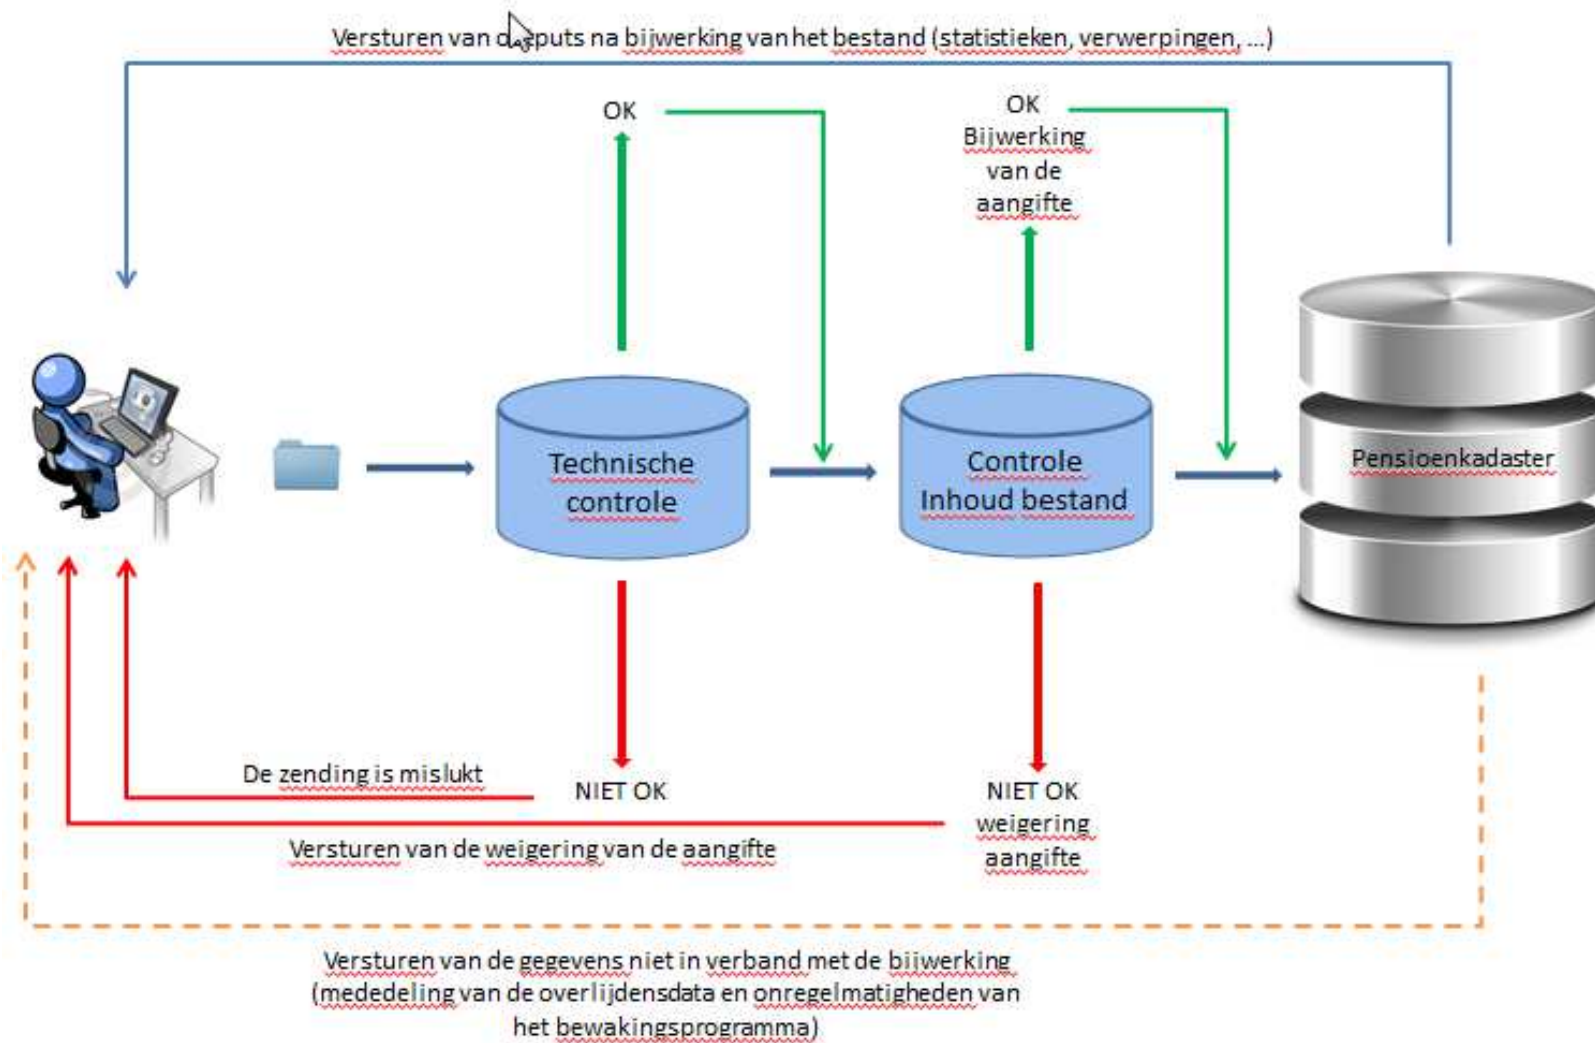 Versturen van outputs na bijwerking van het bestand (statistieken, verwerpingen, ...)
OK
OK
Bijwerking
van de
aangifte
Technische
controle
Controle
Inhoud bestand
Pensioenkadaster
De zending is mislukt
NIET OK
NIET OK
weigering
aangifte
Versturen van de weigering van de aangifte
Versturen van de gegevens niet in verband met de bijwerking
(mededeling van de overlijdensdata en onregelmatigheden van
het bewakingsprogramma)